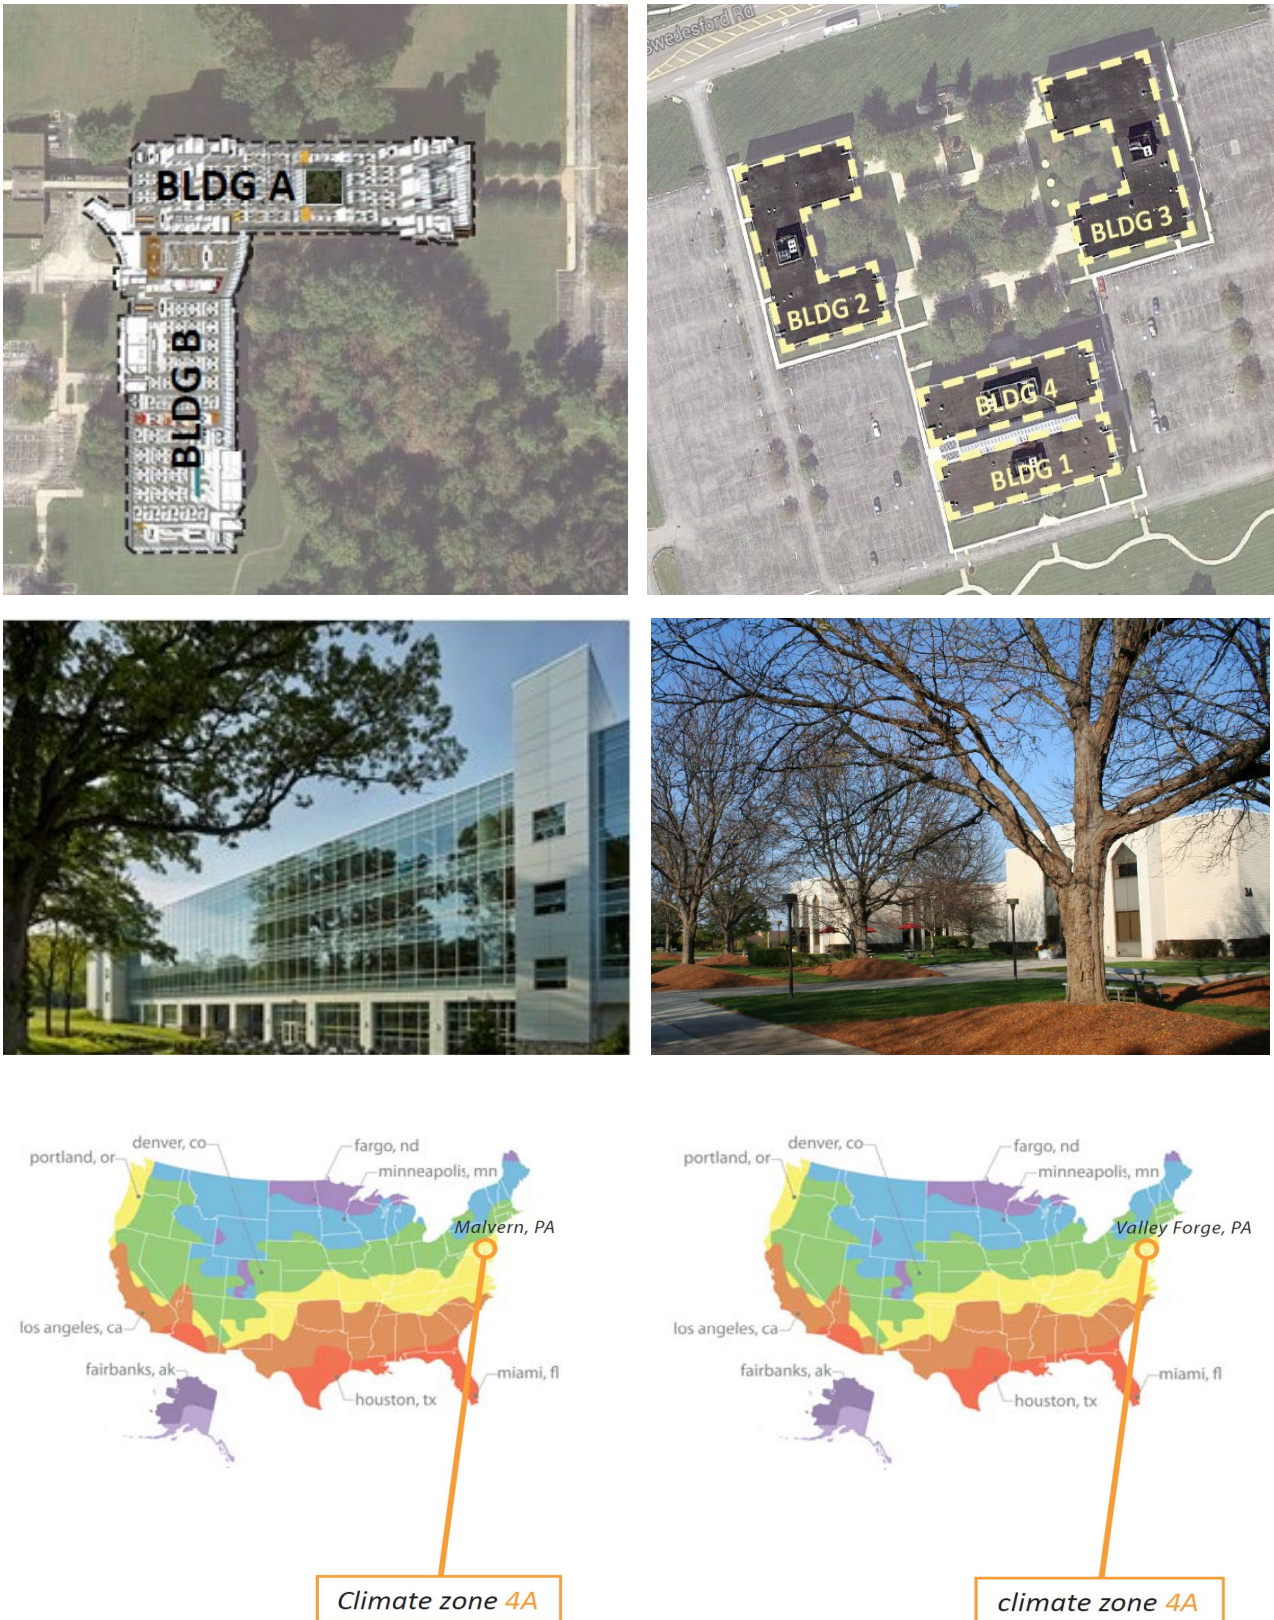 BLDG A
BLDG B
Swedesford Rd
BLDG 2
BLDG 3
BLDG 4
BLDG 1
3A
denver, co
fargo, nd
portland, or
minneapolis, mn
Malvern, PA
los angeles, ca
fairbanks, ak
miami, fl
houston, tx
Climate zone 4A
denver, co
fargo, nd
portland, or
minneapolis, mn
Valley Forge, PA
los angeles, ca
fairbanks, ak
miami, fl
houston, tx
climate zone 4A